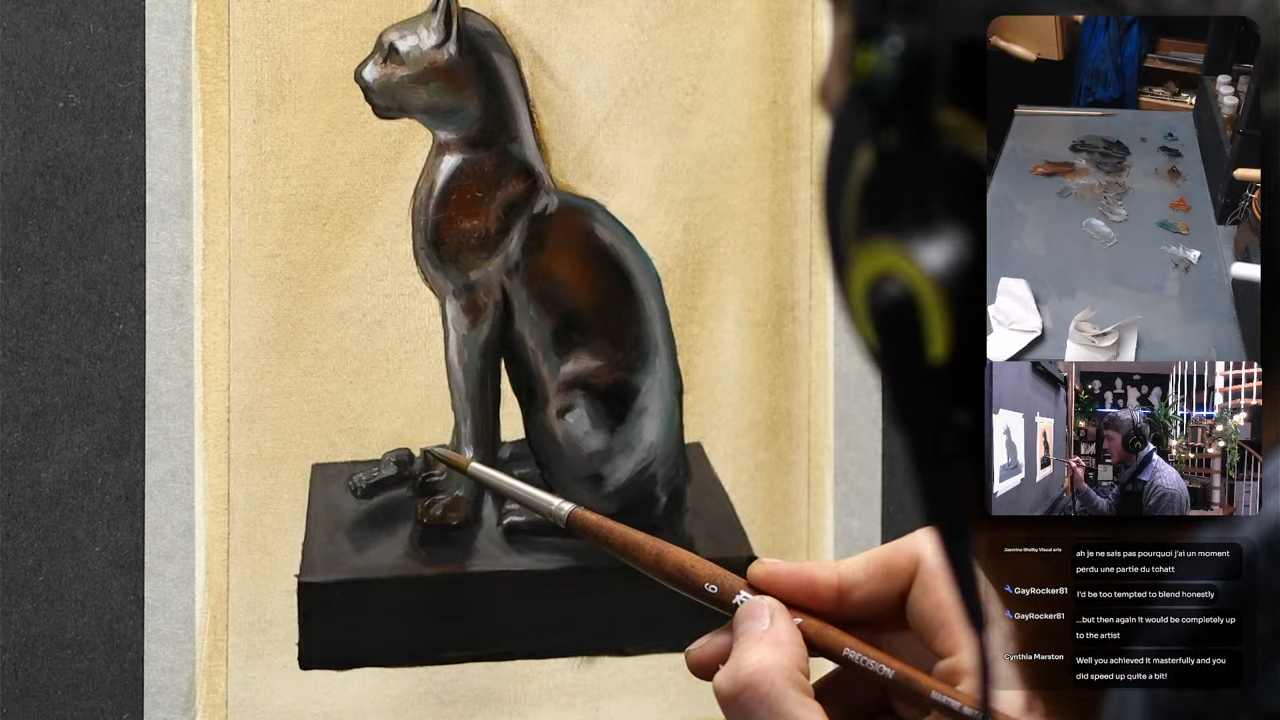 6
PRECISION
Jasmine Shelby Visual arts
ah je ne sais pas pourquoi j'ai un moment
perdu une partie du tchatt
GayRocker81
I'd be too tempted to blend honestly
GayRocker81
...but then again it would be completely up
to the artist
Cynthia Marston
Well you achieved it masterfully and you
did speed up quite a bit!